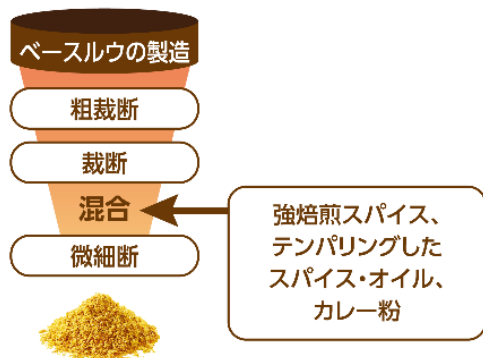 ベースルウの製造
粗裁断
裁断
混合
微細断
強焙煎スパイス、
テンパリングした
スパイス・オイル、
カレー粉